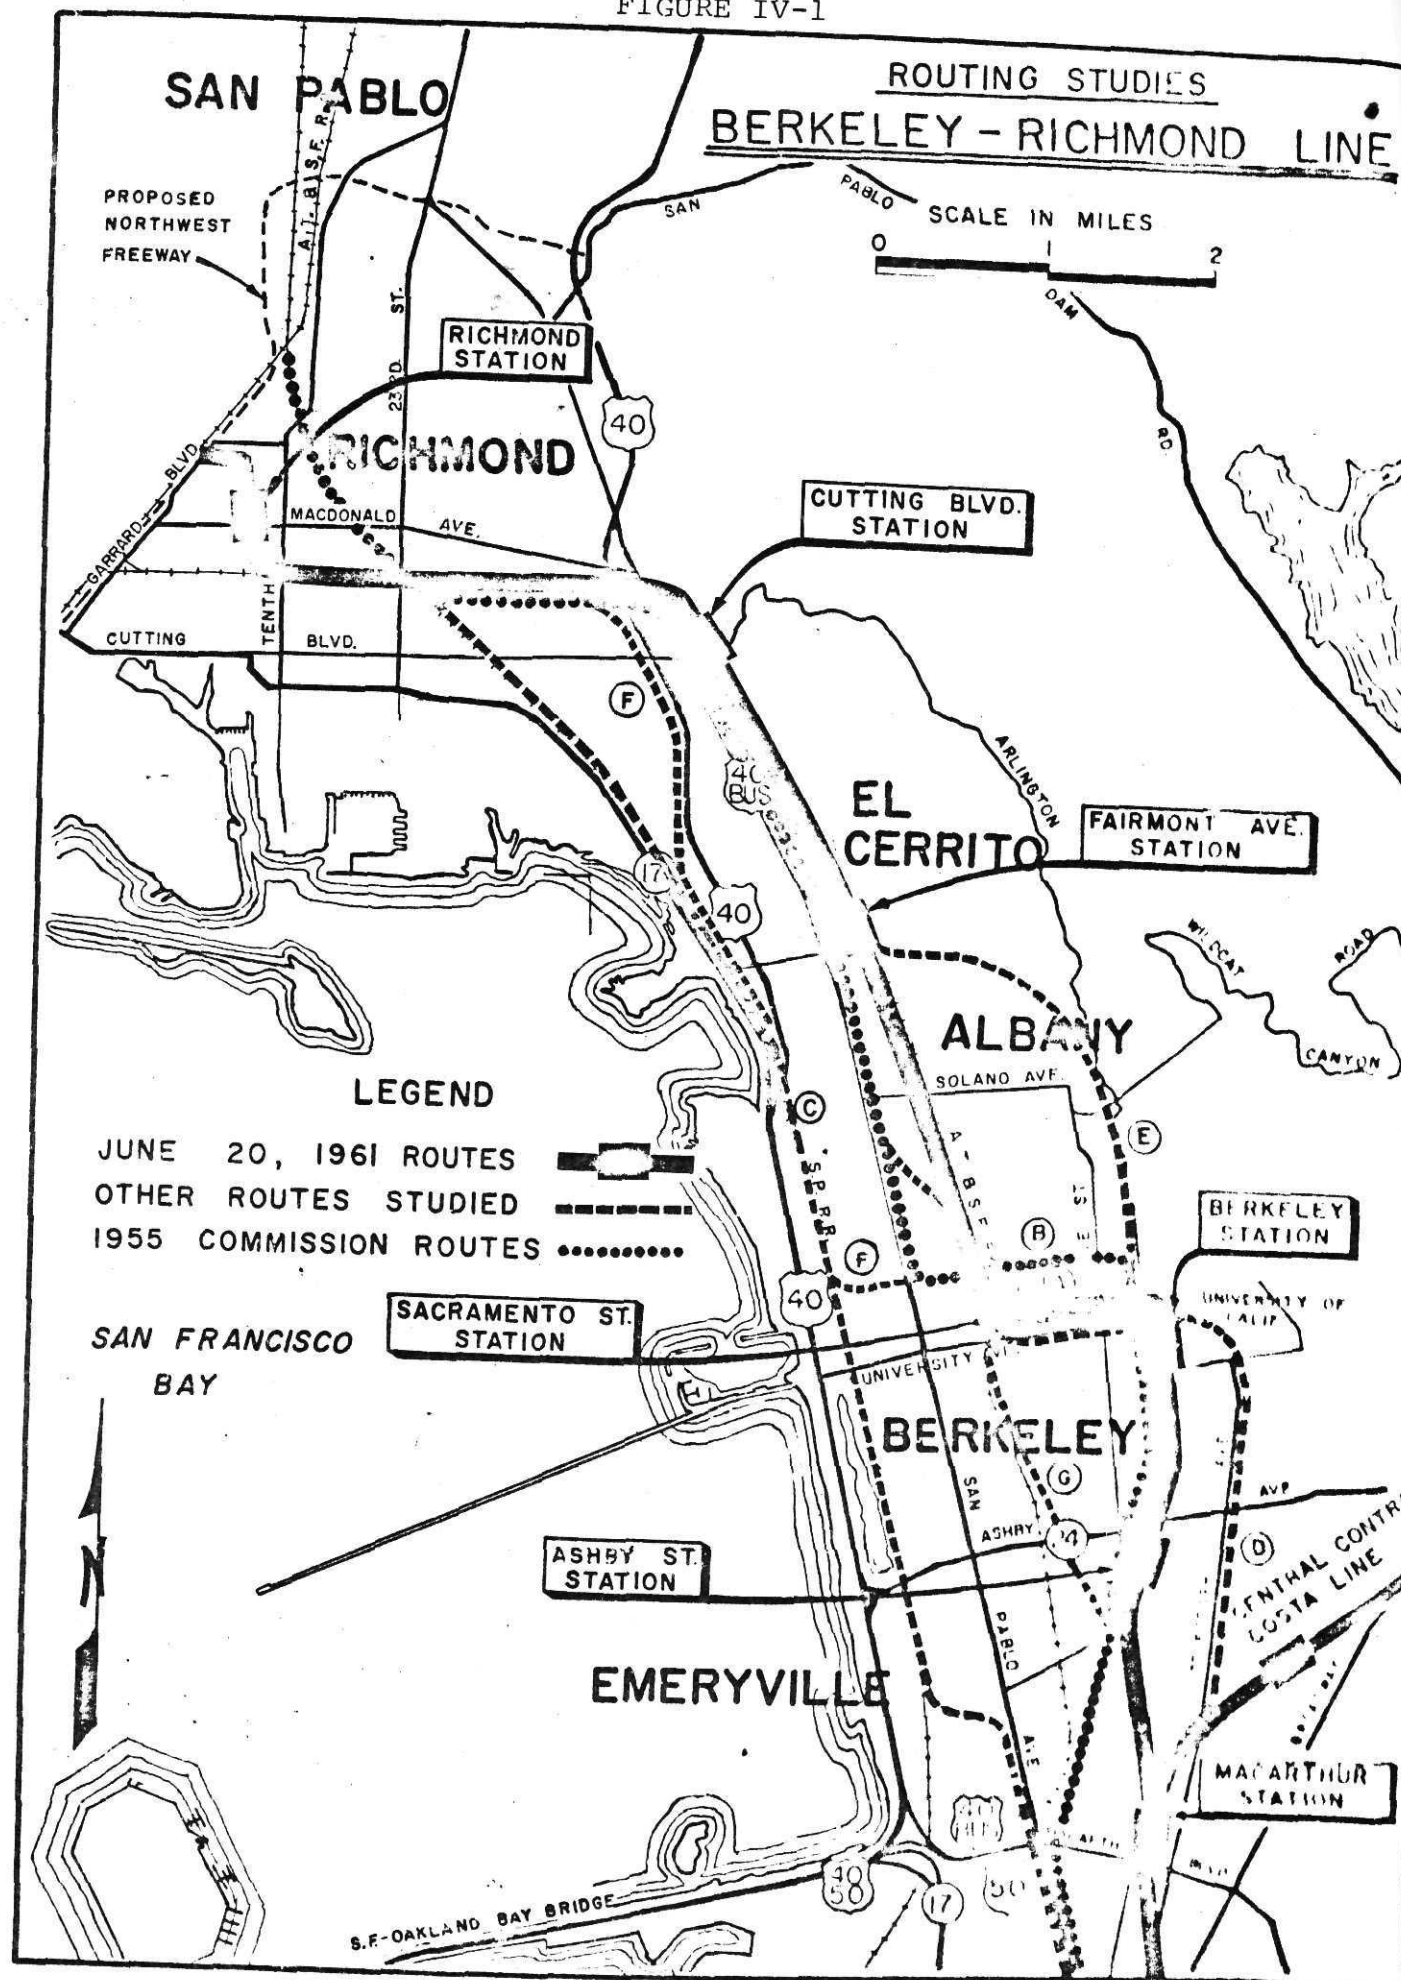 FIGURE IV-1
ROUTING STUDIES
BERKELEY - RICHMOND LINE
SCALE IN MILES
0 1 2
SAN PABLO
A.T. & S.F. R.
PROPOSED
NORTHWEST
FREEWAY
SAN
PABLO
DAM
RD
23RD ST.
RICHMOND
STATION
40
RICHMOND
GARRARD BLVD.
MACDONALD AVE.
CUTTING BLVD.
STATION
TENTH
CUTTING BLVD.
F
40
BUS
ARLINGTON
EL
CERRITO
FAIRMONT AVE.
STATION
17
40
WILDCAT
CANYON
ROAD
ALBANY
SOLANO AVE.
C
E
LEGEND
JUNE 20, 1961 ROUTES
OTHER ROUTES STUDIED
1955 COMMISSION ROUTES
S.P. R.R.
A - B S F
B
F
BERKELEY
STATION
40
SACRAMENTO ST.
STATION
UNIVERSITY OF
CALIF
SAN FRANCISCO
BAY
UNIVERSITY
BERKELEY
G
SAN
PABLO
AVE
ASHBY
AVE
D
N
ASHBY ST.
STATION
CENTRAL CONTR
COSTA LINE
EMERYVILLE
MACARTHUR
STATION
BLVD
40
50
17
50
S.F.-OAKLAND BAY BRIDGE